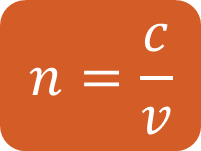 n = c/v